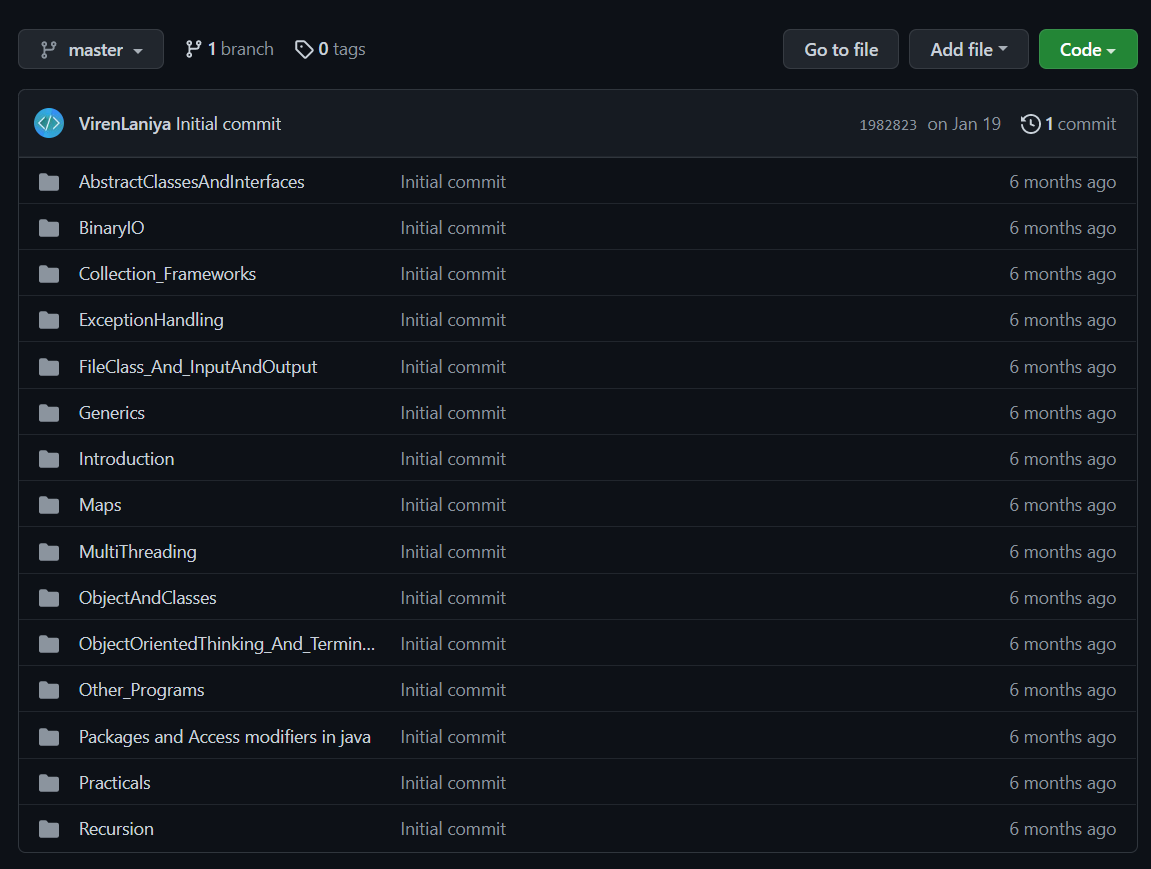 master 1 branch 0 tags Go to file Add file Code
VirenLaniya Initial commit 1982823 on Jan 19 1 commit
AbstractClassesAndInterfaces Initial commit 6 months ago
BinaryIO Initial commit 6 months ago
Collection_Frameworks Initial commit 6 months ago
ExceptionHandling Initial commit 6 months ago
FileClass_And_InputAndOutput Initial commit 6 months ago
Generics Initial commit 6 months ago
Introduction Initial commit 6 months ago
Maps Initial commit 6 months ago
MultiThreading Initial commit 6 months ago
ObjectAndClasses Initial commit 6 months ago
ObjectOrientedThinking_And_Termin... Initial commit 6 months ago
Other_Programs Initial commit 6 months ago
Packages and Access modifiers in java Initial commit 6 months ago
Practicals Initial commit 6 months ago
Recursion Initial commit 6 months ago